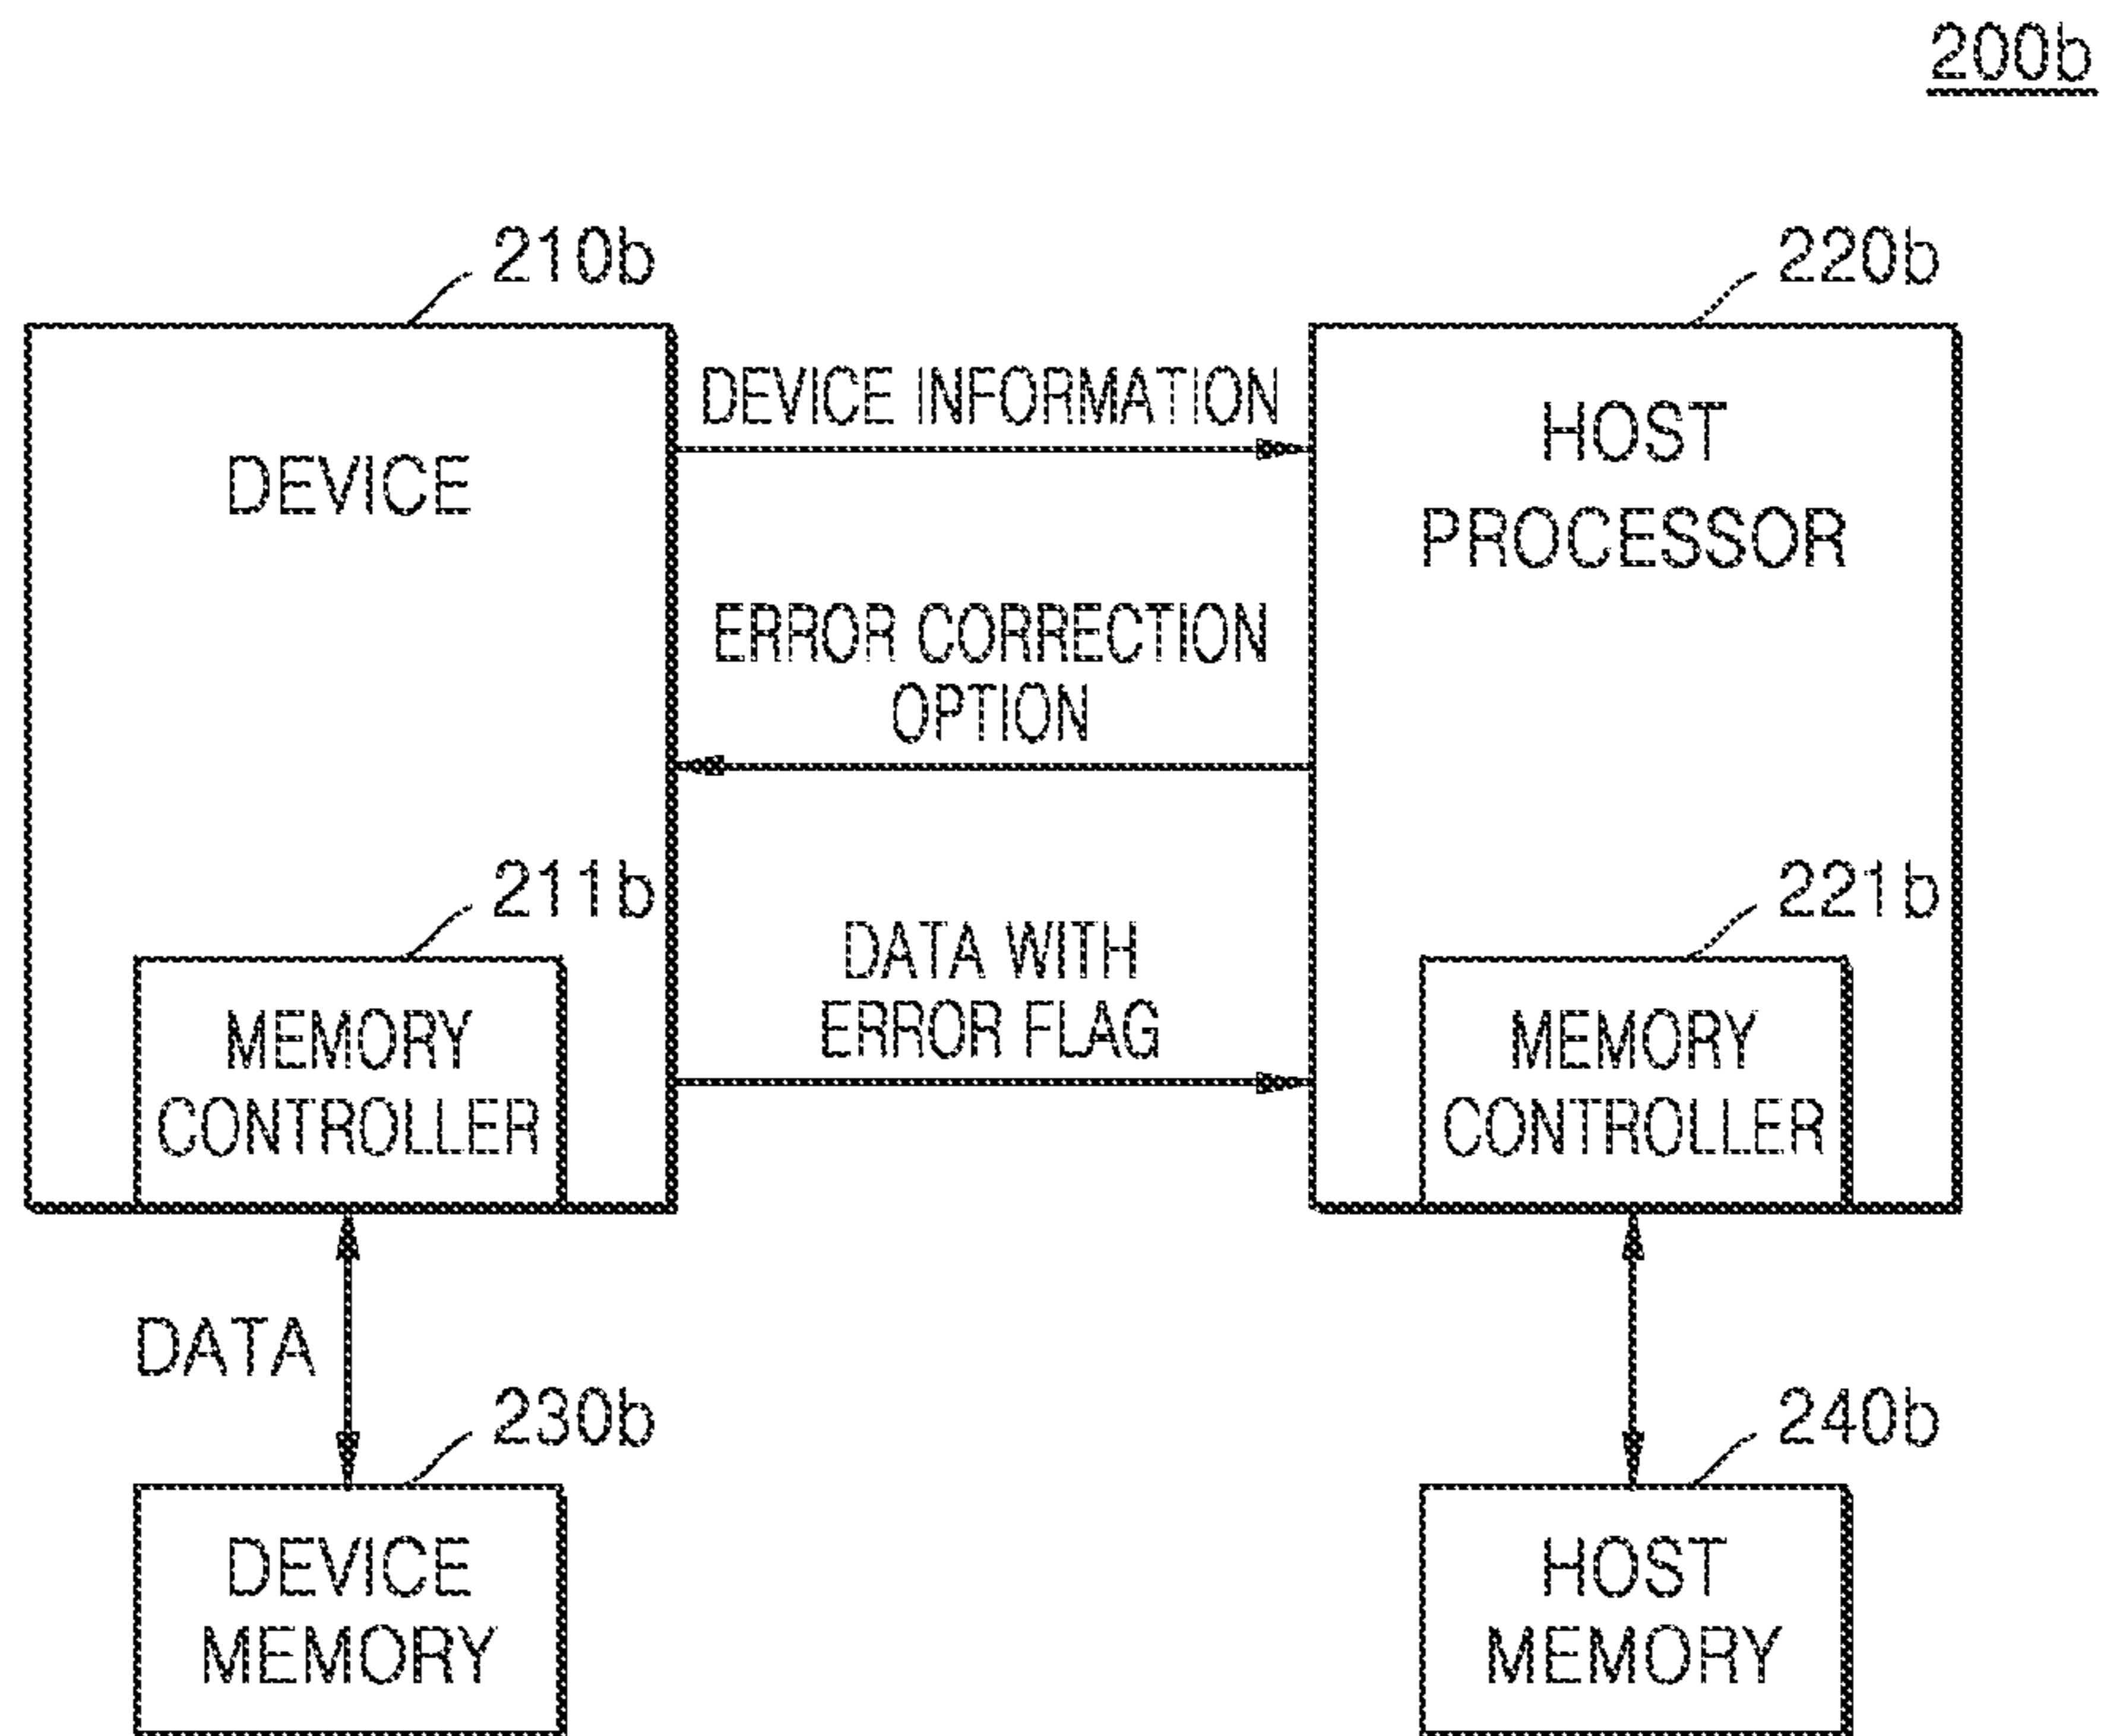 200b
210b
220b
DEVICE INFORMATION
HOST
PROCESSOR
DEVICE
ERROR CORRECTION
OPTION
211b
221b
DATA WITH
ERROR FLAG
MEMORY
CONTROLLER
MEMORY
CONTROLLER
DATA
230b
240b
DEVICE
MEMORY
HOST
MEMORY